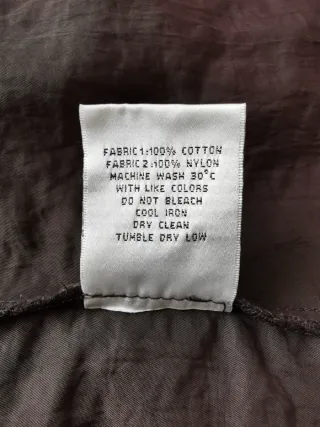 FABRIC 1:100% COTTON
FABRIC 2:100% NYLON
MACHINE WASH 30°C
WITH LIKE COLORS
DO NOT BLEACH
COOL IRON
DRY CLEAN
TUMBLE DRY LOW